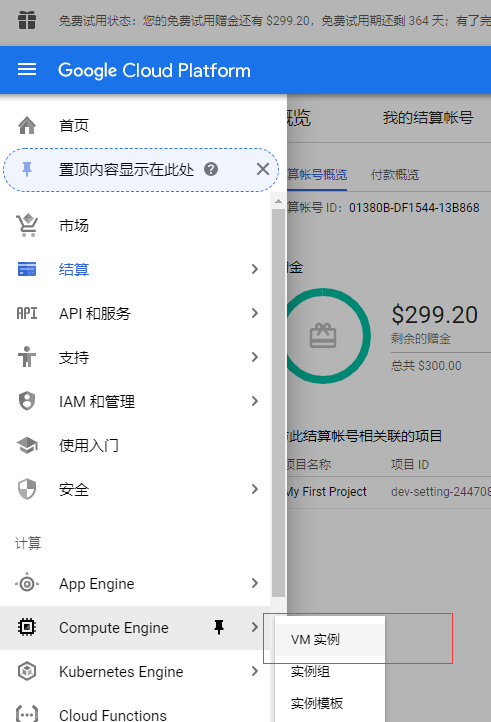 免费试用状态：您的免费试用赠金还有 $299.20，免费试用期还剩 364 天；有了完
Google Cloud Platform
概览
我的结算帐号
首页
置顶内容显示在此处
算帐号概览
付款概览
市场
算帐号 ID：01380B-DF1544-13B868
结算
金
API 和服务
$299.20
剩余的赠金
支持
总共 $300.00
IAM 和管理
此结算帐号相关联的项目
使用入门
项目名称
项目 ID
安全
My First Project
dev-setting-244708
计算
App Engine
Compute Engine
VM 实例
Kubernetes Engine
实例组
实例模板
Cloud Functions